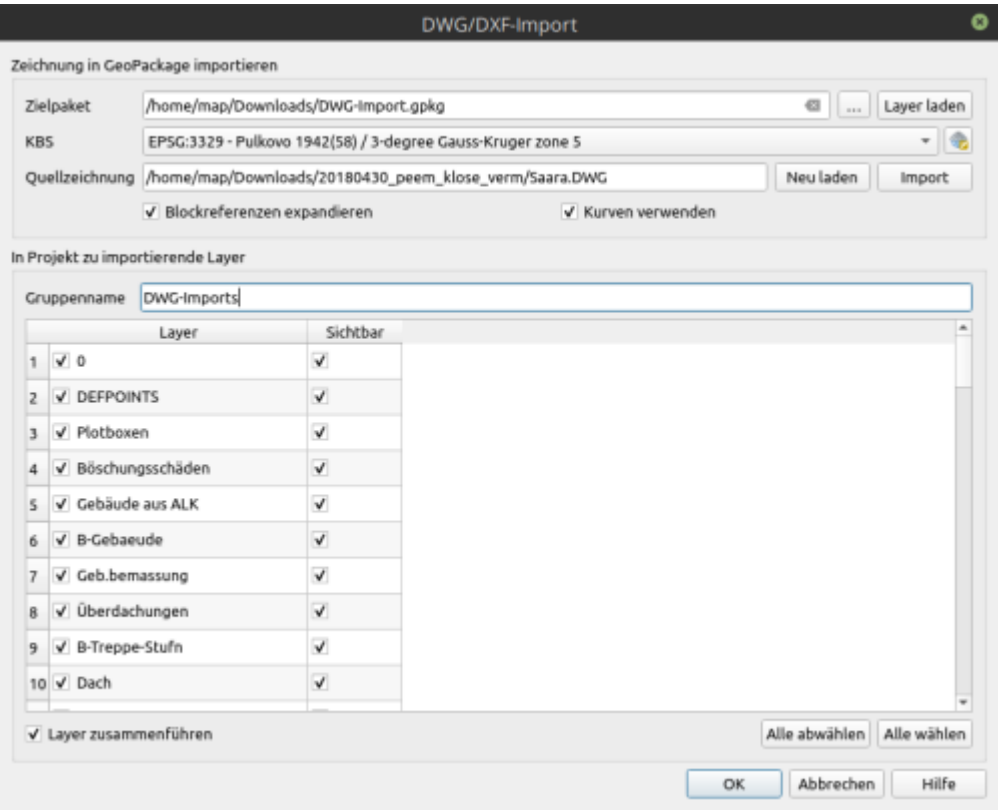 DWG/DXF-Import
Zeichnung in GeoPackage importieren
Zielpaket /home/map/Downloads/DWG-Import.gpkg ... Layer laden
KBS EPSG:3329 - Pulkovo 1942(58) / 3-degree Gauss-Kruger zone 5
Quellzeichnung /home/map/Downloads/20180430_peem_klose_verm/Saara.DWG Neu laden Import
Blockreferenzen expandieren Kurven verwenden
In Projekt zu importierende Layer
Gruppenname DWG-Imports
Layer Sichtbar
1 0
2 DEFPOINTS
3 Plotboxen
4 Böschungsschäden
5 Gebäude aus ALK
6 B-Gebaeude
7 Geb.bemassung
8 Überdachungen
9 B-Treppe-Stufn
10 Dach
Layer zusammenführen Alle abwählen Alle wählen
OK Abbrechen Hilfe